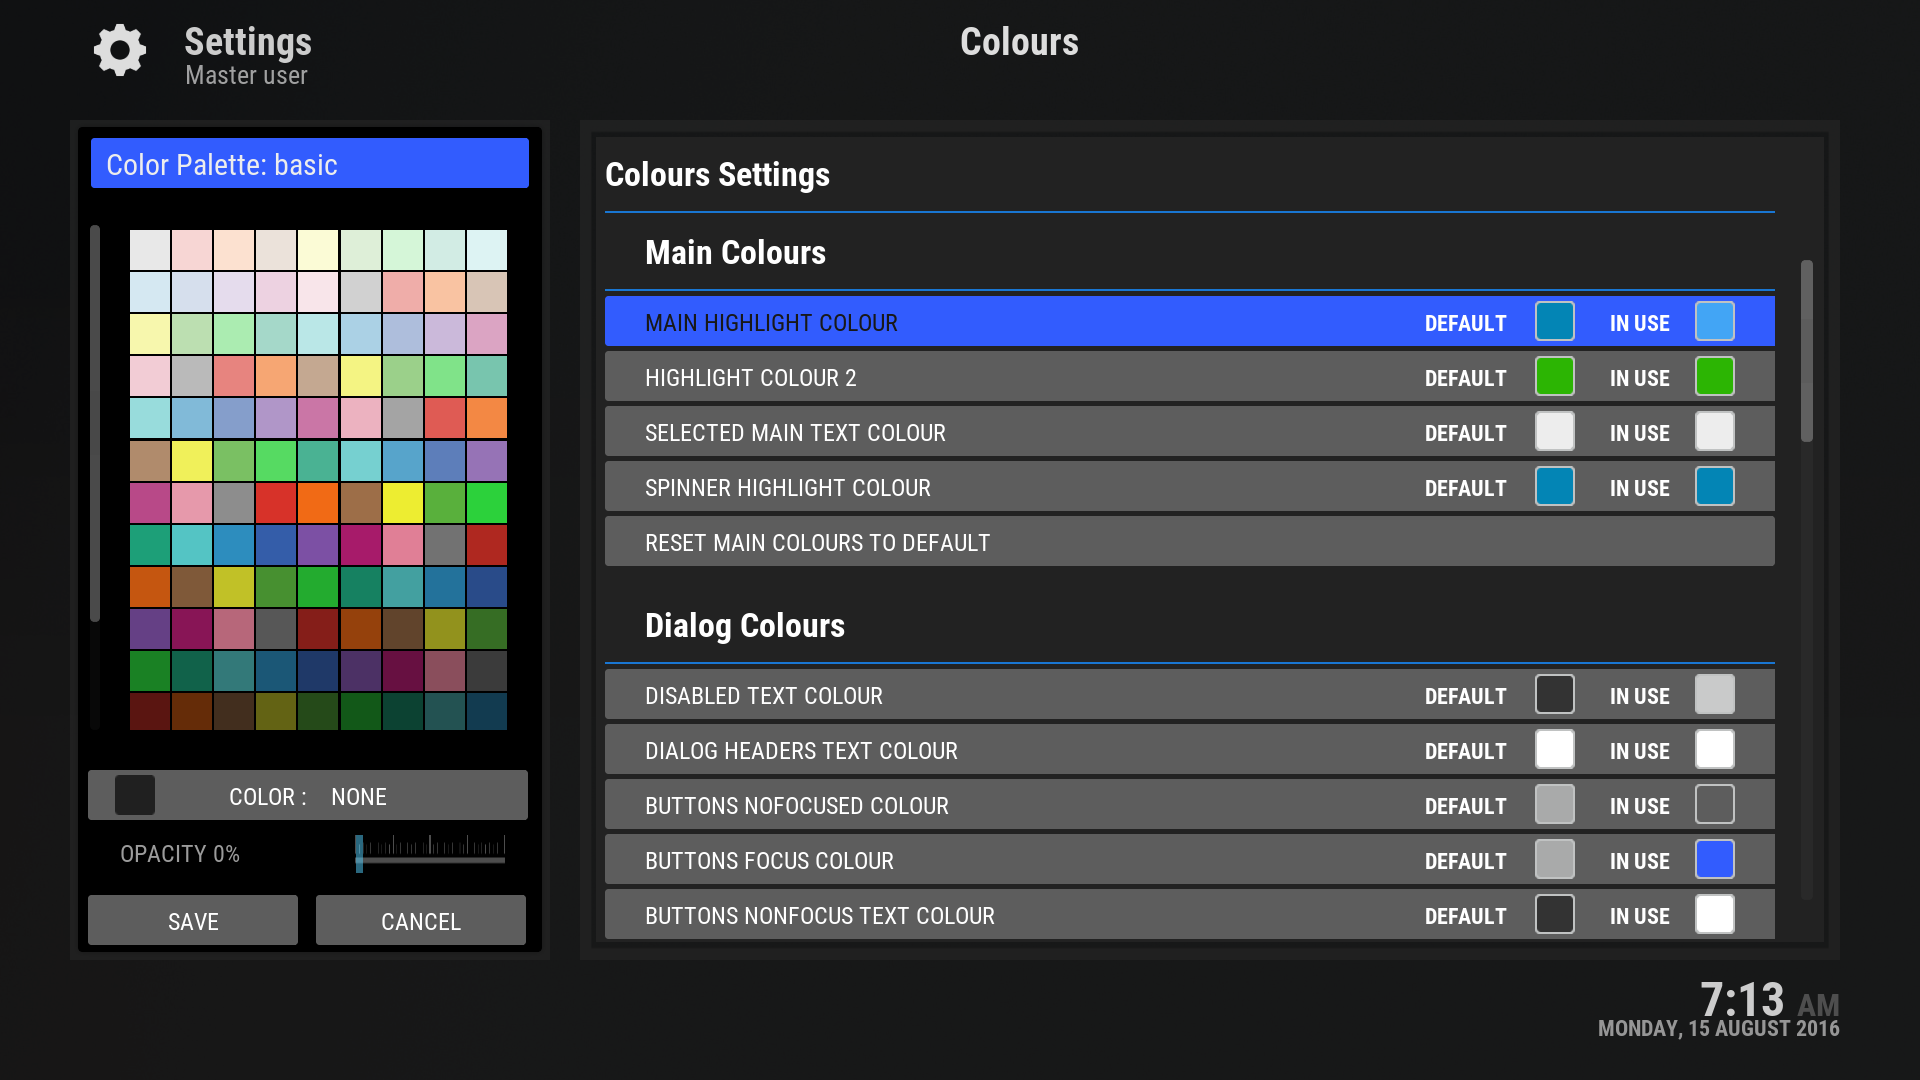 Settings
Master user
Colours
Color Palette: basic
COLOR : NONE
OPACITY 0%
SAVE
CANCEL
Colours Settings
Main Colours
MAIN HIGHLIGHT COLOUR DEFAULT IN USE
HIGHLIGHT COLOUR 2 DEFAULT IN USE
SELECTED MAIN TEXT COLOUR DEFAULT IN USE
SPINNER HIGHLIGHT COLOUR DEFAULT IN USE
RESET MAIN COLOURS TO DEFAULT
Dialog Colours
DISABLED TEXT COLOUR DEFAULT IN USE
DIALOG HEADERS TEXT COLOUR DEFAULT IN USE
BUTTONS NOFOCUSED COLOUR DEFAULT IN USE
BUTTONS FOCUS COLOUR DEFAULT IN USE
BUTTONS NONFOCUS TEXT COLOUR DEFAULT IN USE
7:13 AM
MONDAY, 15 AUGUST 2016